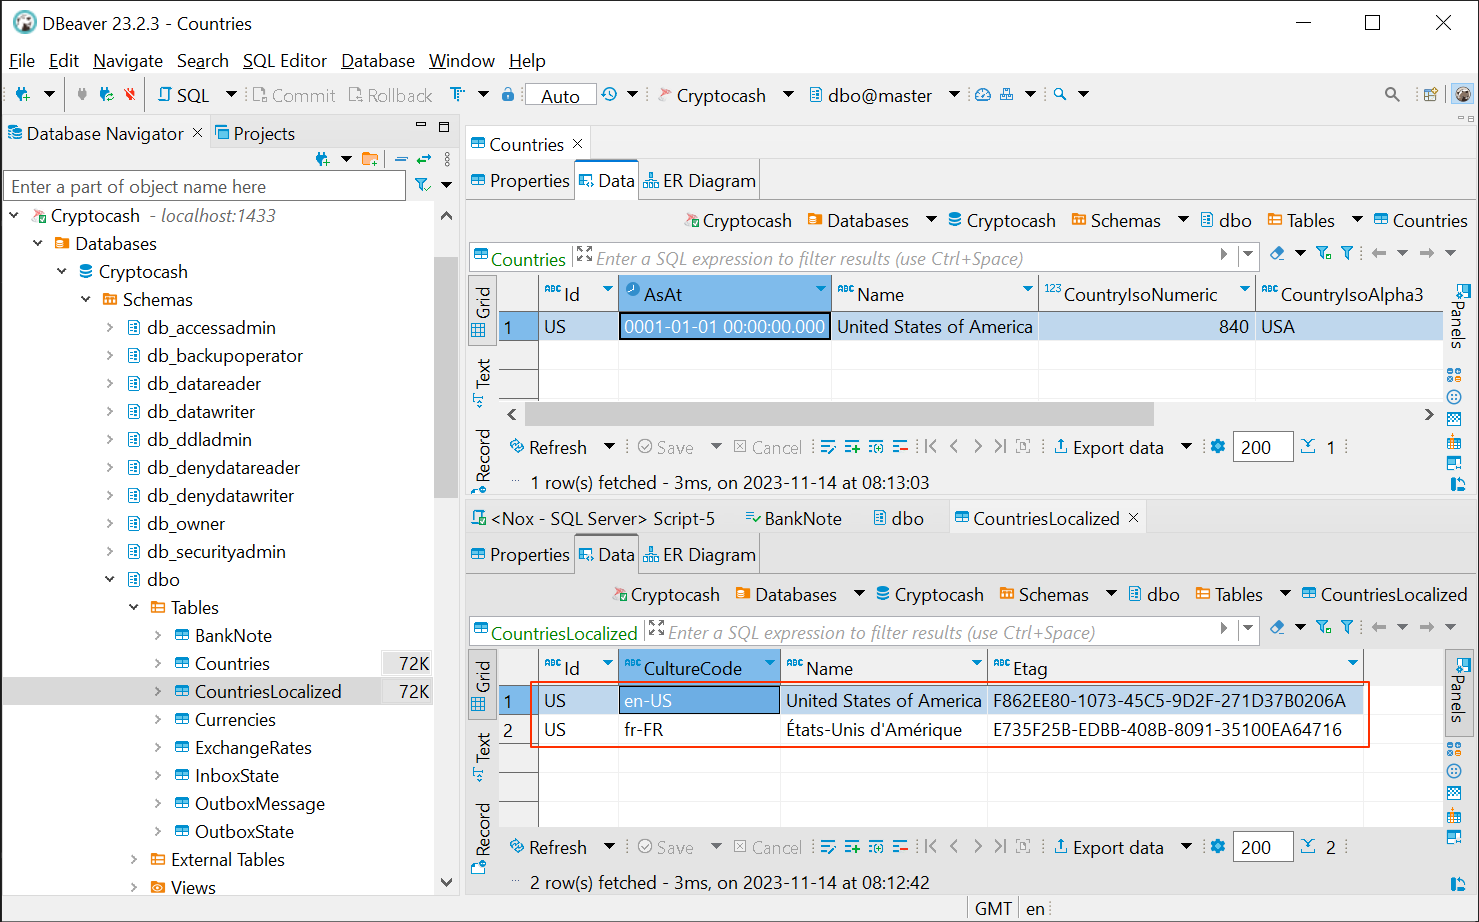 DBeaver 23.2.3 - Countries
File Edit Navigate Search SQL Editor Database Window Help
SQL Commit Rollback Auto Cryptocash dbo@master
Database Navigator Projects
Enter a part of object name here
Cryptocash - localhost:1433
Databases
Cryptocash
Schemas
db_accessadmin
db_backupoperator
db_datareader
db_datawriter
db_ddladmin
db_denydatareader
db_denydatawriter
db_owner
db_securityadmin
dbo
Tables
BankNote
Countries 72K
CountriesLocalized 72K
Currencies
ExchangeRates
InboxState
OutboxMessage
OutboxState
External Tables
Views
Countries
Properties Data ER Diagram
Cryptocash Databases Cryptocash Schemas dbo Tables Countries
Countries Enter a SQL expression to filter results (use Ctrl+Space)
Grid
Text
Record
ABC Id AsAt ABC Name 123 CountryIsoNumeric ABC CountryIsoAlpha3
1 US 0001-01-01 00:00:00.000 United States of America 840 USA
Panels
Refresh Save Cancel Export data 200 1
1 row(s) fetched - 3ms, on 2023-11-14 at 08:13:03
<Nox - SQL Server> Script-5 BankNote dbo CountriesLocalized
Properties Data ER Diagram
Cryptocash Databases Cryptocash Schemas dbo Tables CountriesLocalized
CountriesLocalized Enter a SQL expression to filter results (use Ctrl+Space)
Grid
Text
Record
ABC Id ABC CultureCode ABC Name ABC Etag
1 US en-US United States of America F862EE80-1073-45C5-9D2F-271D37B0206A
2 US fr-FR États-Unis d'Amérique E735F25B-EDBB-408B-8091-35100EA64716
Panels
Refresh Save Cancel Export data 200 2
2 row(s) fetched - 3ms, on 2023-11-14 at 08:12:42
GMT en